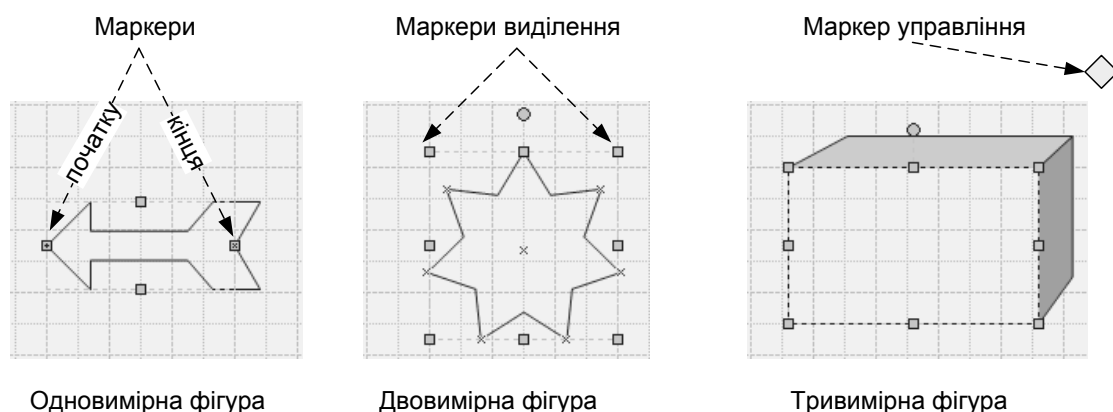 Маркери
Маркери виділення
Маркер управління
початку
кінця
Одновимірна фігура
Двовимірна фігура
Тривимірна фігура